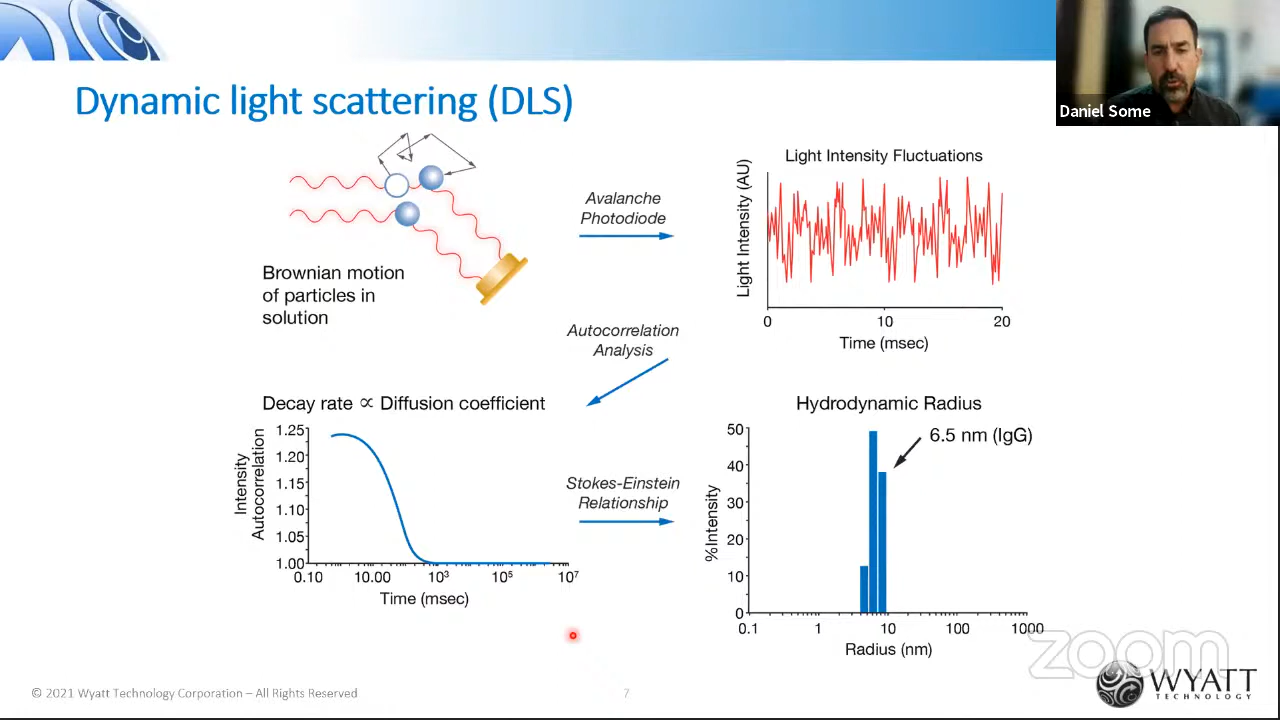 Dynamic light scattering (DLS)
Daniel Some
Brownian motion
of particles in
solution
Avalanche
Photodiode
Light Intensity Fluctuations
Light Intensity (AU)
0 10 20
Time (msec)
Autocorrelation
Analysis
Decay rate ∝ Diffusion coefficient
Intensity
Autocorrelation
1.25
1.20
1.15
1.10
1.05
1.00
0.10 10.00 10³ 10⁵ 10⁷
Time (msec)
Stokes-Einstein
Relationship
Hydrodynamic Radius
6.5 nm (IgG)
%Intensity
50
40
30
20
10
0
0.1 1 10 100 1000
Radius (nm)
zoom
© 2021 Wyatt Technology Corporation – All Rights Reserved
7
WYATT
TECHNOLOGY